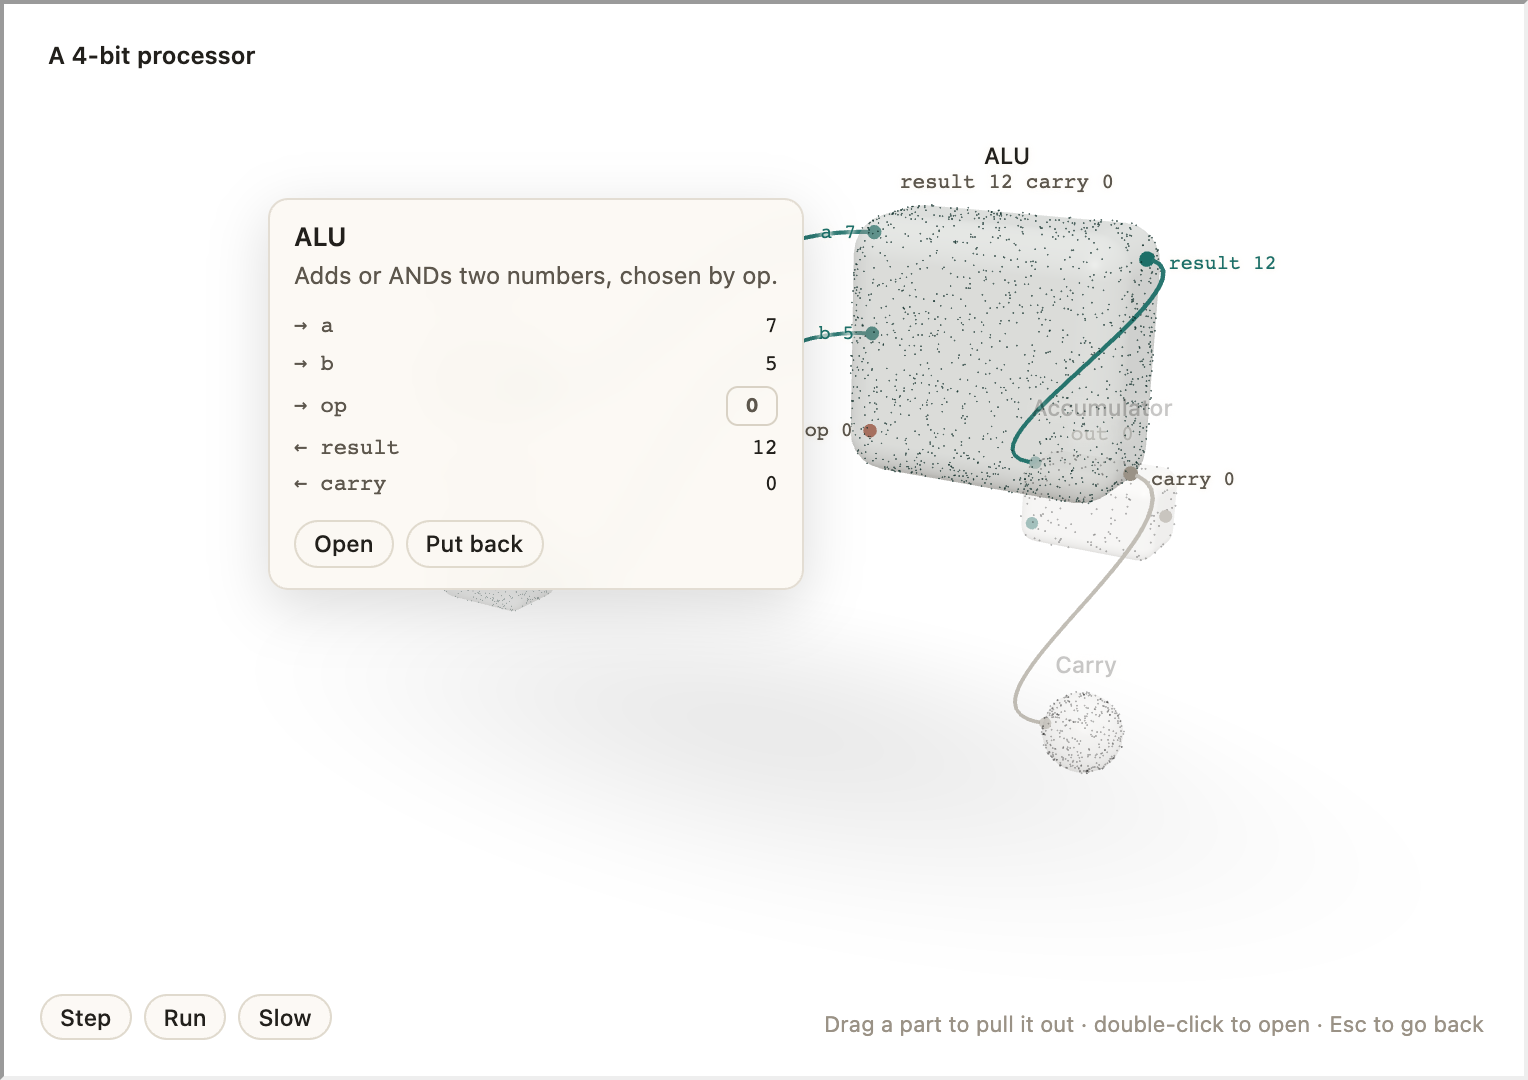 A 4-bit processor
ALU
result 12 carry 0
ALU
Adds or ANDs two numbers, chosen by op.
→ a 7
→ b 5
→ op 0
← result 12
← carry 0
Open Put back
a 7
b 5
op 0
result 12
Accumulator
out 0
carry 0
Carry
Step Run Slow
Drag a part to pull it out · double-click to open · Esc to go back